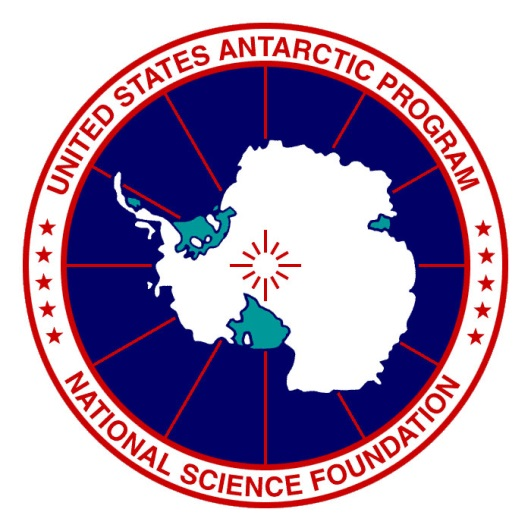 UNITED STATES ANTARCTIC PROGRAM
NATIONAL SCIENCE FOUNDATION